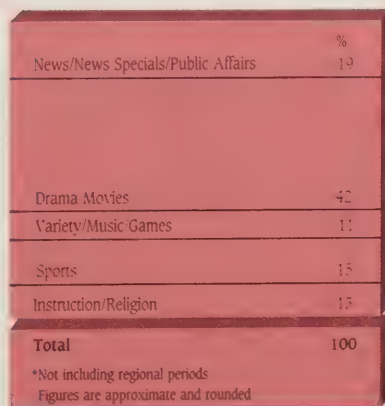 %
News/News Specials/Public Affairs 19
Drama Movies 42
Variety/Music/Games 11
Sports 15
Instruction/Religion 13
Total 100
*Not including regional periods
Figures are approximate and rounded